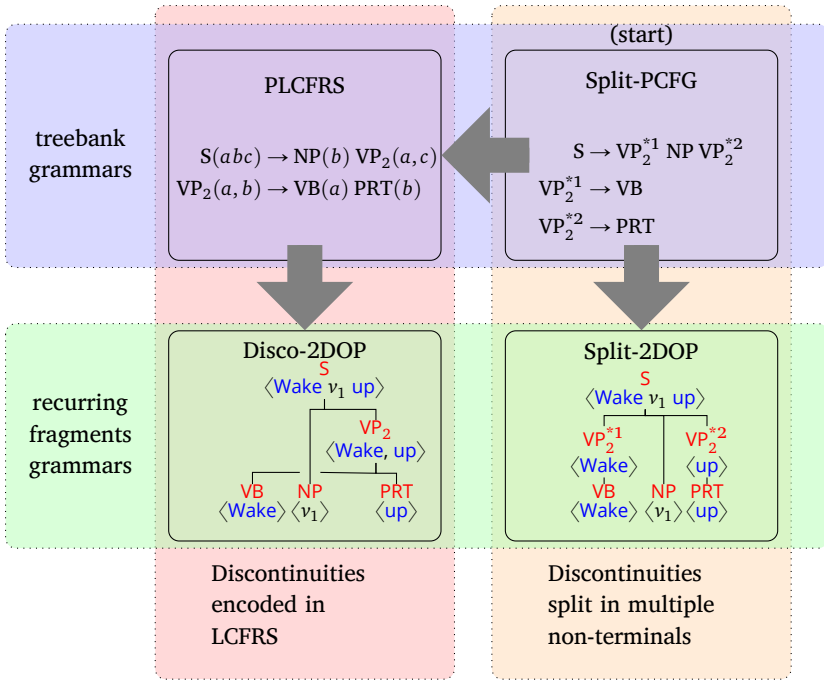 (start)
treebank
grammars
PLCFRS
S(abc) → NP(b) VP₂(a, c)
VP₂(a, b) → VB(a) PRT(b)
Split-PCFG
S → VP₂*¹ NP VP₂*²
VP₂*¹ → VB
VP₂*² → PRT
recurring
fragments
grammars
Disco-2DOP
S
⟨Wake v₁ up⟩
VP₂
⟨Wake, up⟩
VB NP PRT
⟨Wake⟩ ⟨v₁⟩ ⟨up⟩
Split-2DOP
S
⟨Wake v₁ up⟩
VP₂*¹ VP₂*²
⟨Wake⟩ ⟨up⟩
VB NP PRT
⟨Wake⟩ ⟨v₁⟩ ⟨up⟩
Discontinuities
encoded in
LCFRS
Discontinuities
split in multiple
non-terminals